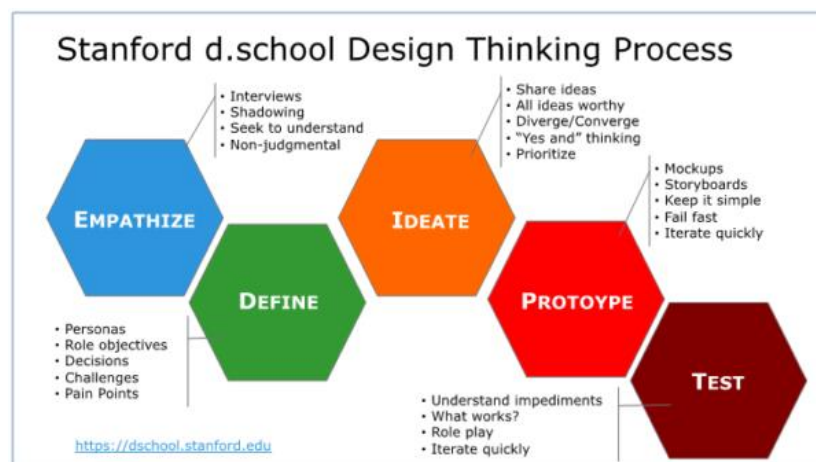 Stanford d.school Design Thinking Process
• Interviews
• Shadowing
• Seek to understand
• Non-judgmental
EMPATHIZE
• Personas
• Role objectives
• Decisions
• Challenges
• Pain Points
DEFINE
• Share ideas
• All ideas worthy
• Diverge/Converge
• "Yes and" thinking
• Prioritize
IDEATE
• Mockups
• Storyboards
• Keep it simple
• Fail fast
• Iterate quickly
PROTOYPE
• Understand impediments
• What works?
• Role play
• Iterate quickly
TEST
https://dschool.stanford.edu